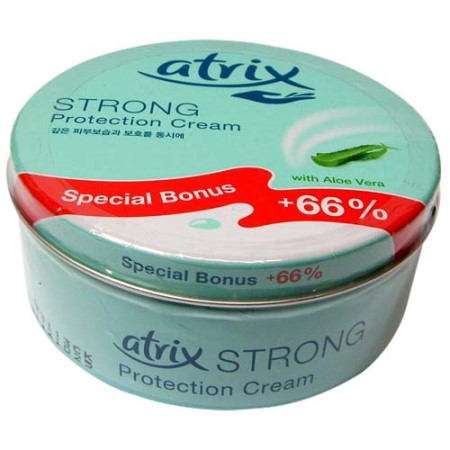 atrix
STRONG
Protection Cream
깊은 피부보습과 보호를 동시에
with Aloe Vera
Special Bonus +66%
Special Bonus +66%
atrix STRONG
Protection Cream